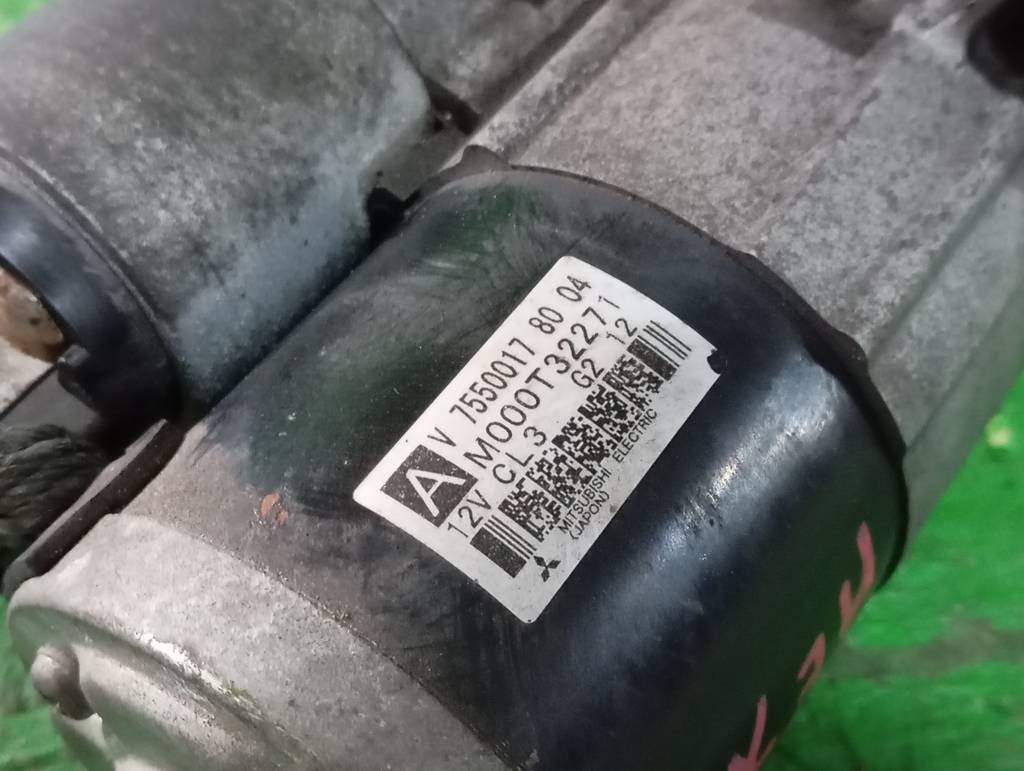 A V 7550017 80 04
M000T32271
12V CL3 G2 12
MITSUBISHI ELECTRIC
(JAPON)